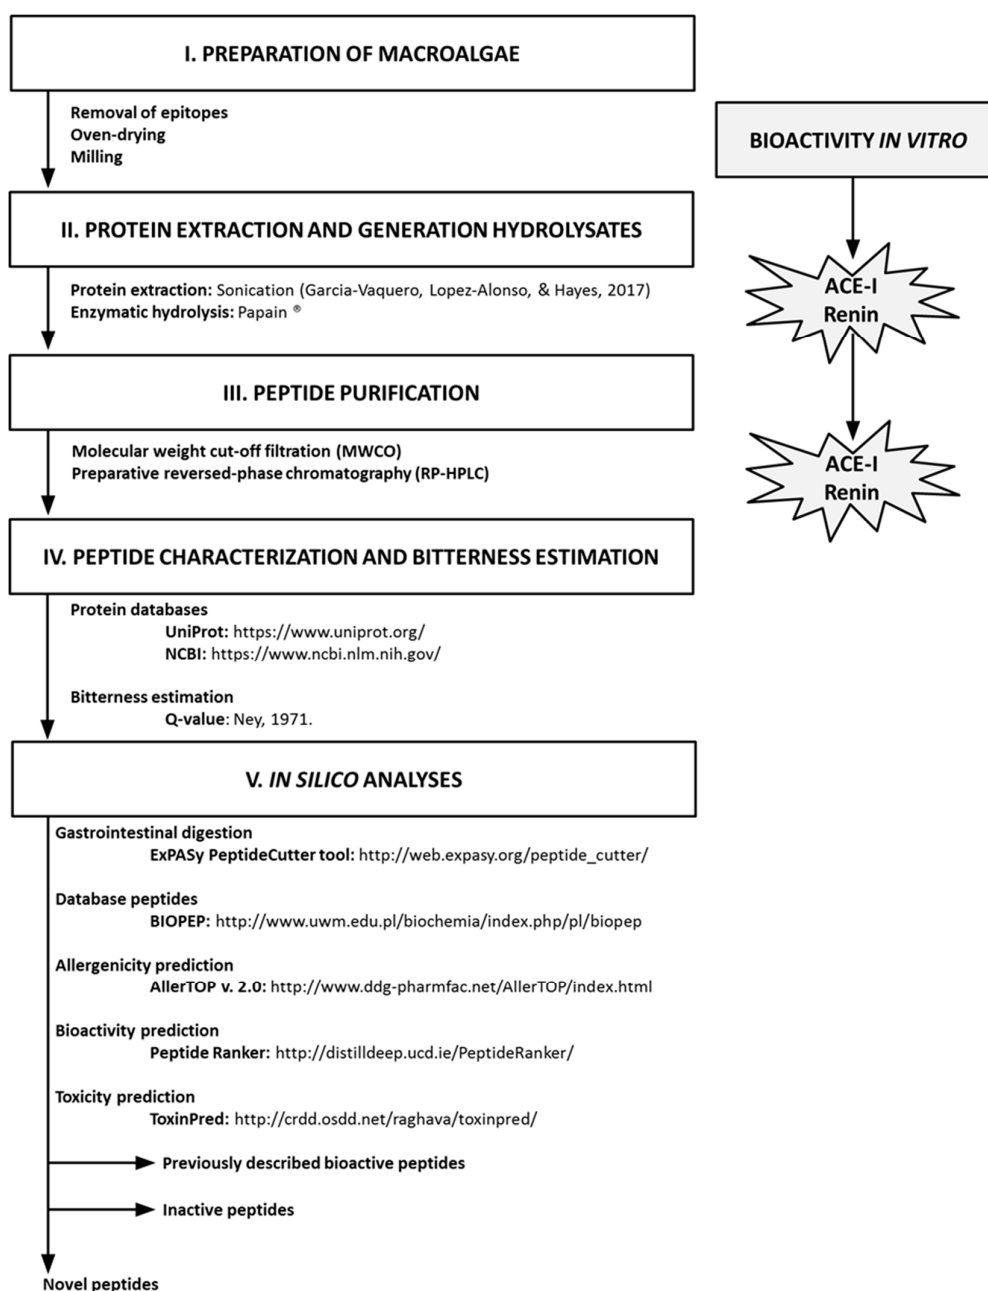 I. PREPARATION OF MACROALGAE
Removal of epitopes
Oven-drying
Milling
II. PROTEIN EXTRACTION AND GENERATION HYDROLYSATES
Protein extraction: Sonication (Garcia-Vaquero, Lopez-Alonso, & Hayes, 2017)
Enzymatic hydrolysis: Papain ®
III. PEPTIDE PURIFICATION
Molecular weight cut-off filtration (MWCO)
Preparative reversed-phase chromatography (RP-HPLC)
IV. PEPTIDE CHARACTERIZATION AND BITTERNESS ESTIMATION
Protein databases
UniProt: https://www.uniprot.org/
NCBI: https://www.ncbi.nlm.nih.gov/
Bitterness estimation
Q-value: Ney, 1971.
V. IN SILICO ANALYSES
Gastrointestinal digestion
ExPASy PeptideCutter tool: http://web.expasy.org/peptide_cutter/
Database peptides
BIOPEP: http://www.uwm.edu.pl/biochemia/index.php/pl/biopep
Allergenicity prediction
AllerTOP v. 2.0: http://www.ddg-pharmfac.net/AllerTOP/index.html
Bioactivity prediction
Peptide Ranker: http://distilldeep.ucd.ie/PeptideRanker/
Toxicity prediction
ToxinPred: http://crdd.osdd.net/raghava/toxinpred/
Previously described bioactive peptides
Inactive peptides
Novel peptides
BIOACTIVITY IN VITRO
ACE-I
Renin
ACE-I
Renin